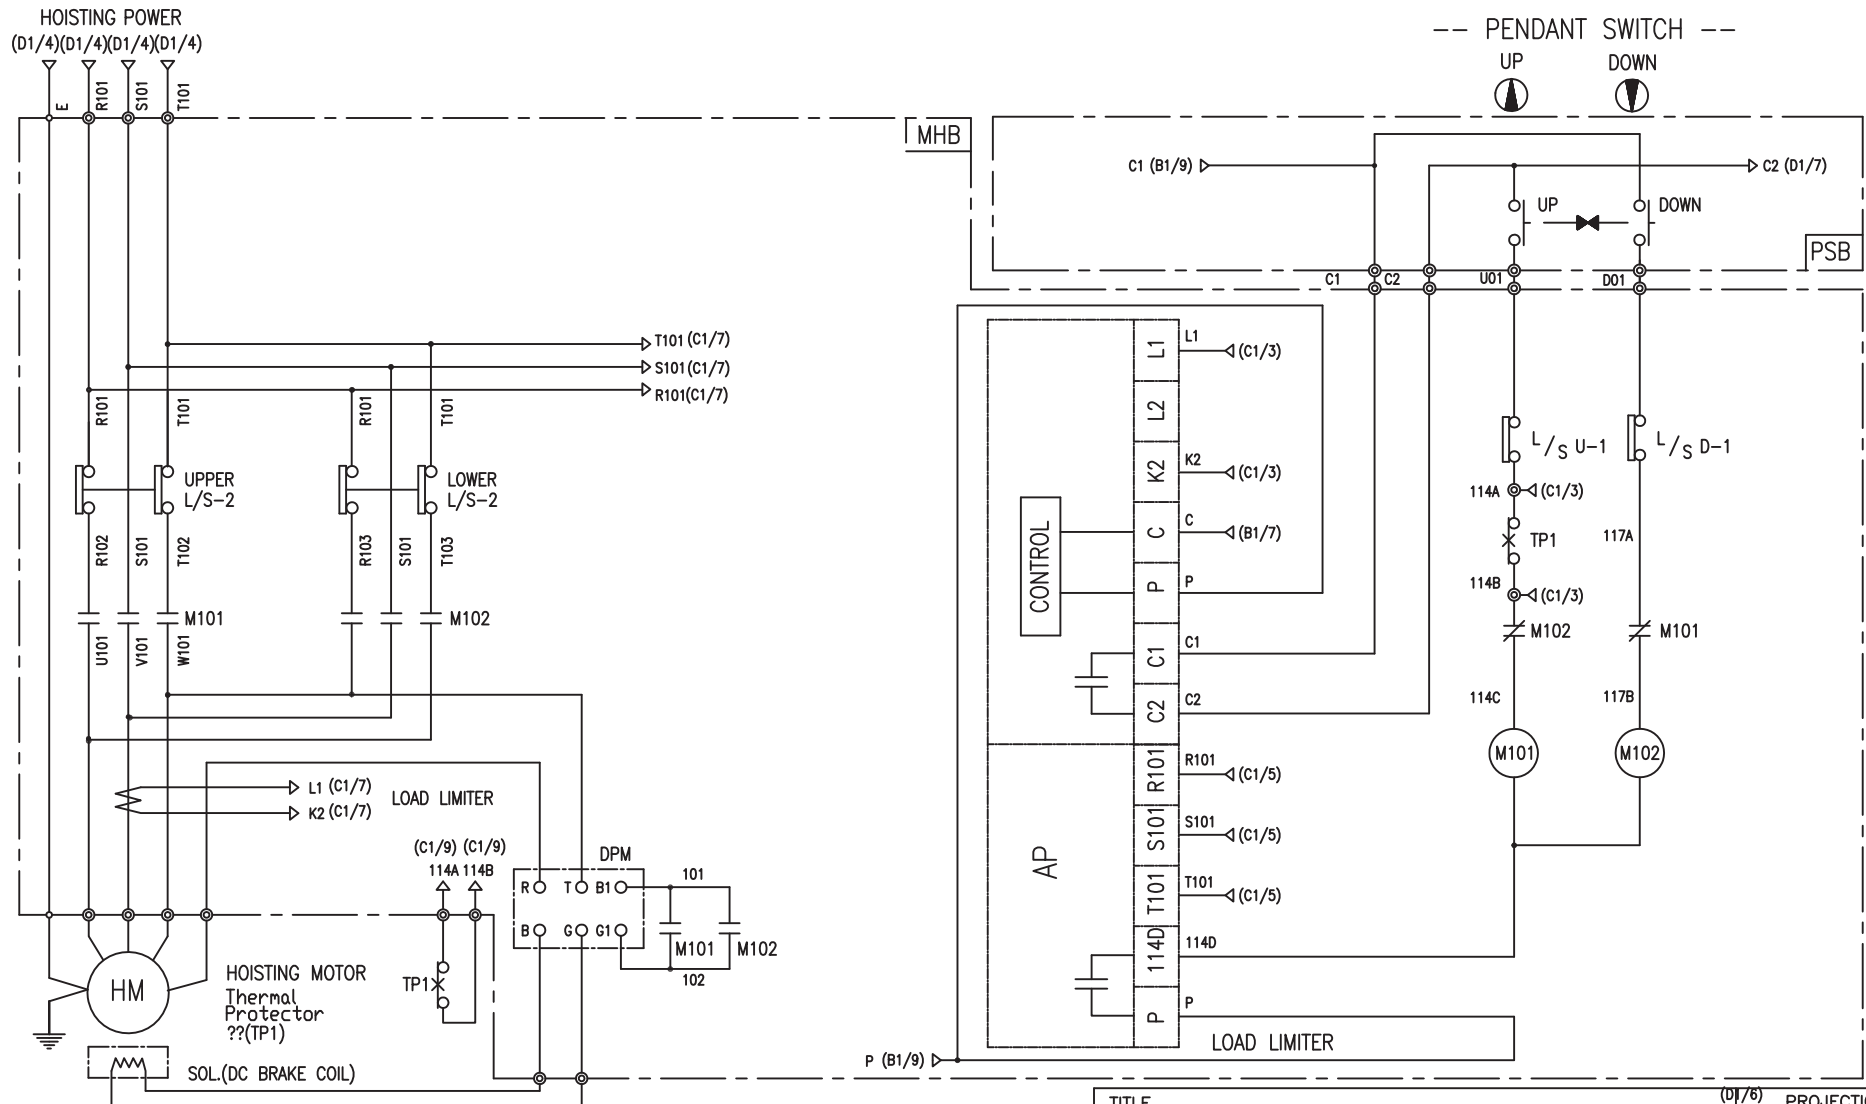 HOISTING POWER
(D1/4)(D1/4)(D1/4)(D1/4)
E
R101
S101
T101
MHB
-- PENDANT SWITCH --
UP
DOWN
C1 (B1/9)
C2 (D1/7)
UP
DOWN
PSB
C1
C2
U01
D01
T101 (C1/7)
S101(C1/7)
R101(C1/7)
R101
T101
R101
T101
UPPER
L/S-2
LOWER
L/S-2
R102
S101
T102
R103
S101
T103
M101
M102
U101
V101
W101
L1 (C1/7)
K2 (C1/7)
LOAD LIMITER
(C1/9) (C1/9)
114A 114B
DPM
R
T
B1
B
G
G1
101
M101
M102
102
HM
HOISTING MOTOR
Thermal
Protector
??(TP1)
TP1
SOL.(DC BRAKE COIL)
CONTROL
AP
L1
L1
(C1/3)
L2
K2
K2
(C1/3)
C
C
(B1/7)
P
P
C1
C1
C2
C2
R101
R101
(C1/5)
S101
S101
(C1/5)
T101
T101
(C1/5)
114D
114D
P
P
LOAD LIMITER
P (B1/9)
L/S U-1
L/S D-1
114A
(C1/3)
TP1
117A
114B
(C1/3)
M102
M101
114C
117B
M101
M102
TITLE
(D1/6)
PROJECTIO